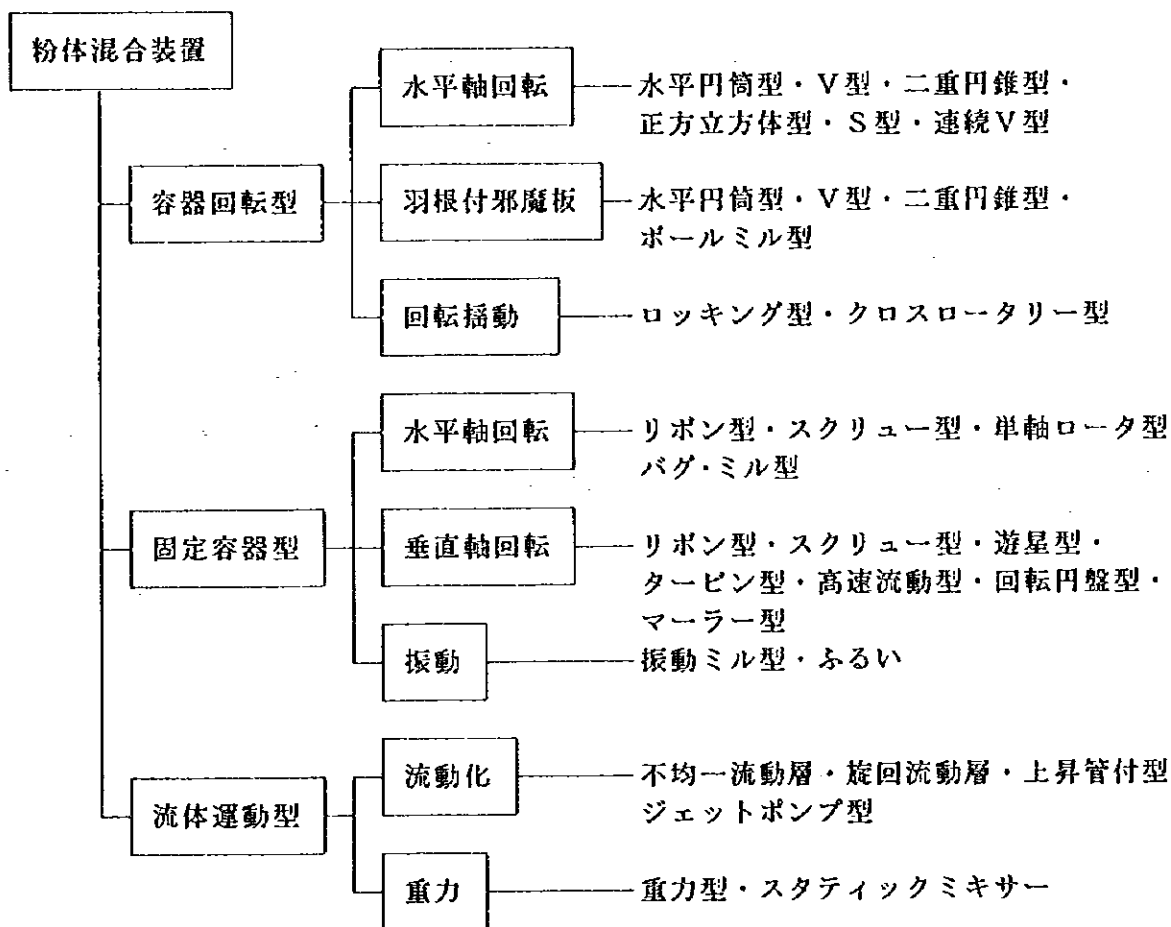 粉体混合装置
容器回転型
水平軸回転
水平円筒型・V型・二重円錐型・
正方立方体型・S型・連続V型
羽根付邪魔板
水平円筒型・V型・二重円錐型・
ボールミル型
回転揺動
ロッキング型・クロスロータリー型
固定容器型
水平軸回転
リボン型・スクリュー型・単軸ロータ型
バグ・ミル型
垂直軸回転
リボン型・スクリュー型・遊星型・
タービン型・高速流動型・回転円盤型・
マーラー型
振動
振動ミル型・ふるい
流体運動型
流動化
不均一流動層・旋回流動層・上昇管付型
ジェットポンプ型
重力
重力型・スタティックミキサー